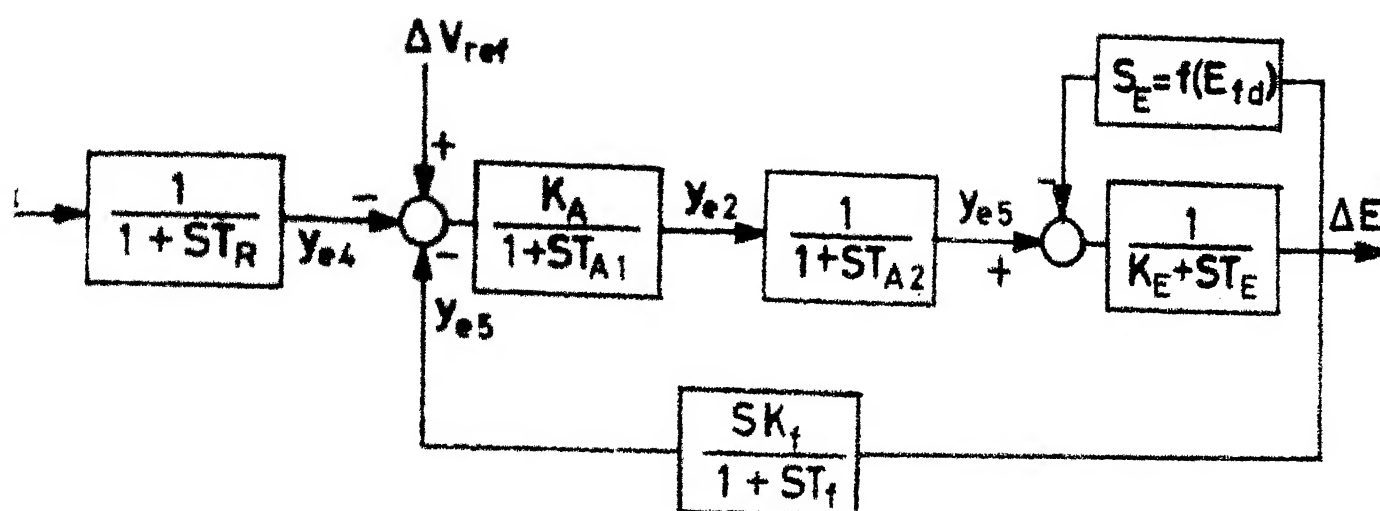 ΔV_ref
S_E = f(E_fd)
+
-
-
+
-
1 / 1 + ST_R
y_e4
K_A / 1+ST_A1
y_e2
1 / 1+ST_A2
y_e5
1 / K_E+ST_E
ΔE
y_e5
SK_f / 1 + ST_f